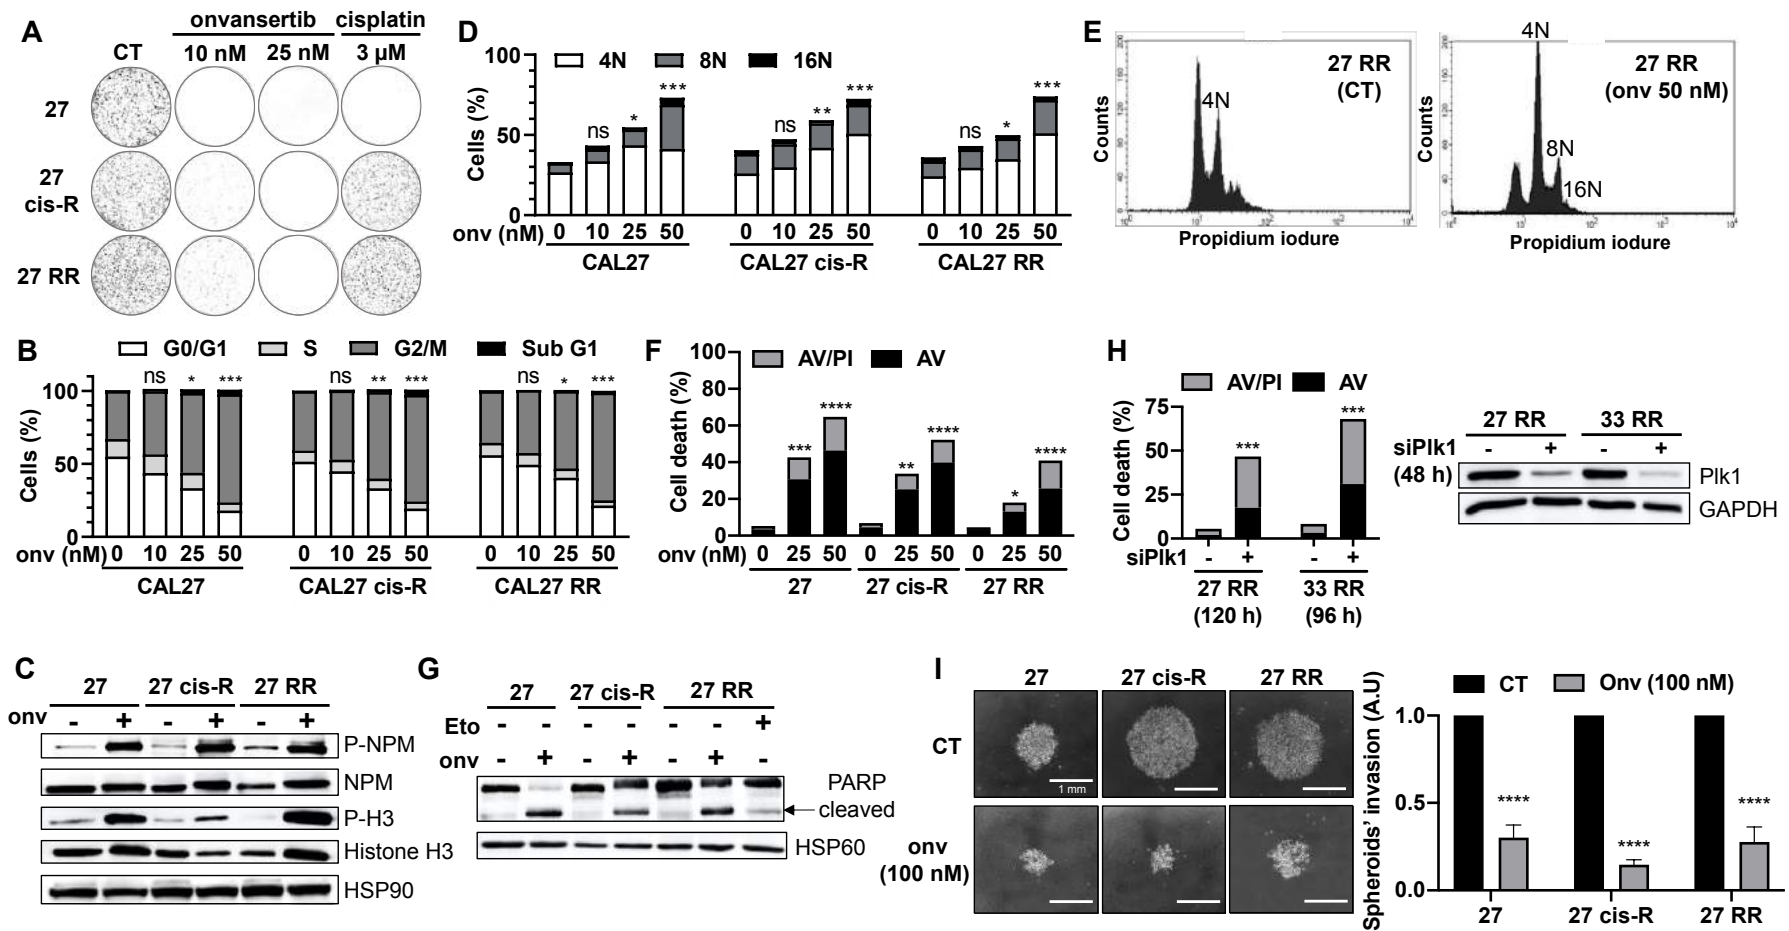 A
onvansertib cisplatin
CT 10 nM 25 nM 3 µM
27
27
cis-R
27 RR
B
G0/G1 S G2/M Sub G1
Cells (%)
100
50
0
ns * *** ns ** *** ns * ***
onv (nM) 0 10 25 50 0 10 25 50 0 10 25 50
CAL27 CAL27 cis-R CAL27 RR
C
27 27 cis-R 27 RR
onv - + - + - +
P-NPM
NPM
P-H3
Histone H3
HSP90
D
4N 8N 16N
Cells (%)
100
50
0
ns * *** ns ** *** ns * ***
onv (nM) 0 10 25 50 0 10 25 50 0 10 25 50
CAL27 CAL27 cis-R CAL27 RR
E
27 RR
(CT)
4N
Counts
Propidium iodure
27 RR
(onv 50 nM)
4N
8N
16N
Counts
Propidium iodure
F
AV/PI AV
Cell death (%)
100
80
60
40
20
0
*** **** ** **** * ****
onv (nM) 0 25 50 0 25 50 0 25 50
27 27 cis-R 27 RR
G
27 27 cis-R 27 RR
Eto - - - - - - +
onv - + - + - + -
PARP
cleaved
HSP60
H
AV/PI AV
Cell death (%)
75
50
25
0
*** ***
siPlk1 - + - +
27 RR 33 RR
(120 h) (96 h)
27 RR 33 RR
siPlk1 - + - +
(48 h)
Plk1
GAPDH
I
27 27 cis-R 27 RR
CT
1 mm
onv
(100 nM)
CT Onv (100 nM)
Spheroids' invasion (A.U)
1.0
0.5
0.0
**** **** ****
27 27 cis-R 27 RR